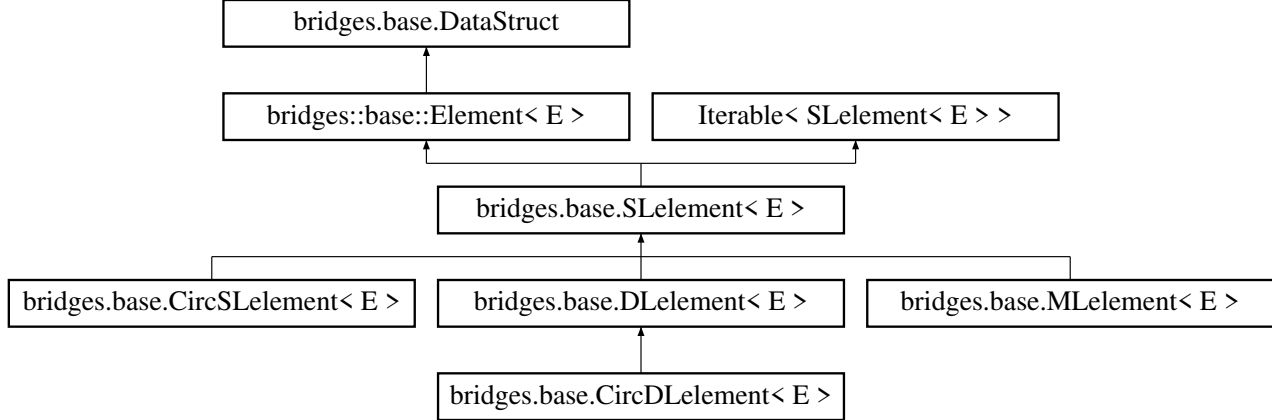 bridges.base.DataStruct
bridges::base::Element< E >
Iterable< SLelement< E > >
bridges.base.SLelement< E >
bridges.base.CircSLelement< E >
bridges.base.DLelement< E >
bridges.base.MLelement< E >
bridges.base.CircDLelement< E >